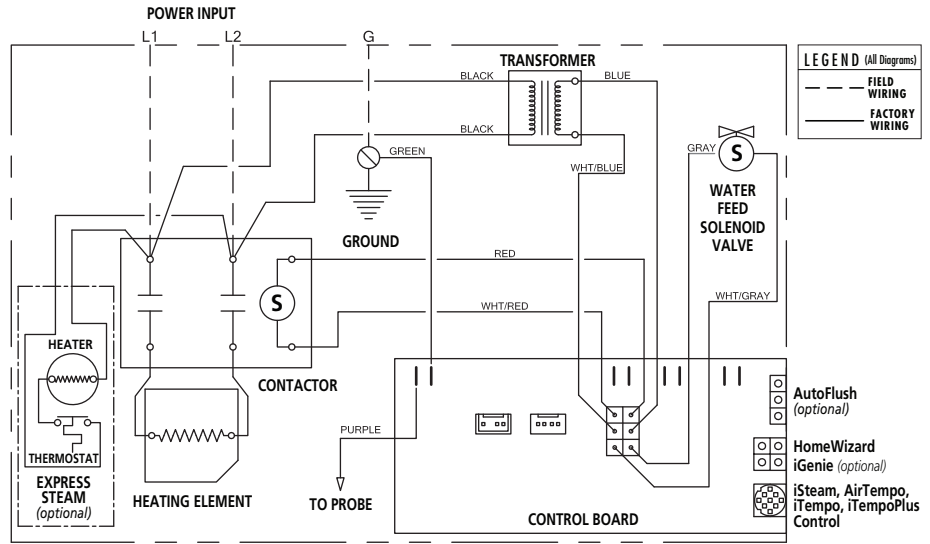 POWER INPUT
L1
L2
G
TRANSFORMER
BLACK
BLUE
BLACK
GREEN
WHT/BLUE
GRAY
S
WATER
FEED
SOLENOID
VALVE
LEGEND (All Diagrams)
FIELD
WIRING
FACTORY
WIRING
GROUND
RED
WHT/RED
WHT/GRAY
S
CONTACTOR
HEATER
THERMOSTAT
EXPRESS
STEAM
(optional)
HEATING ELEMENT
PURPLE
TO PROBE
CONTROL BOARD
AutoFlush
(optional)
HomeWizard
iGenie (optional)
iSteam, AirTempo,
iTempo, iTempoPlus
Control